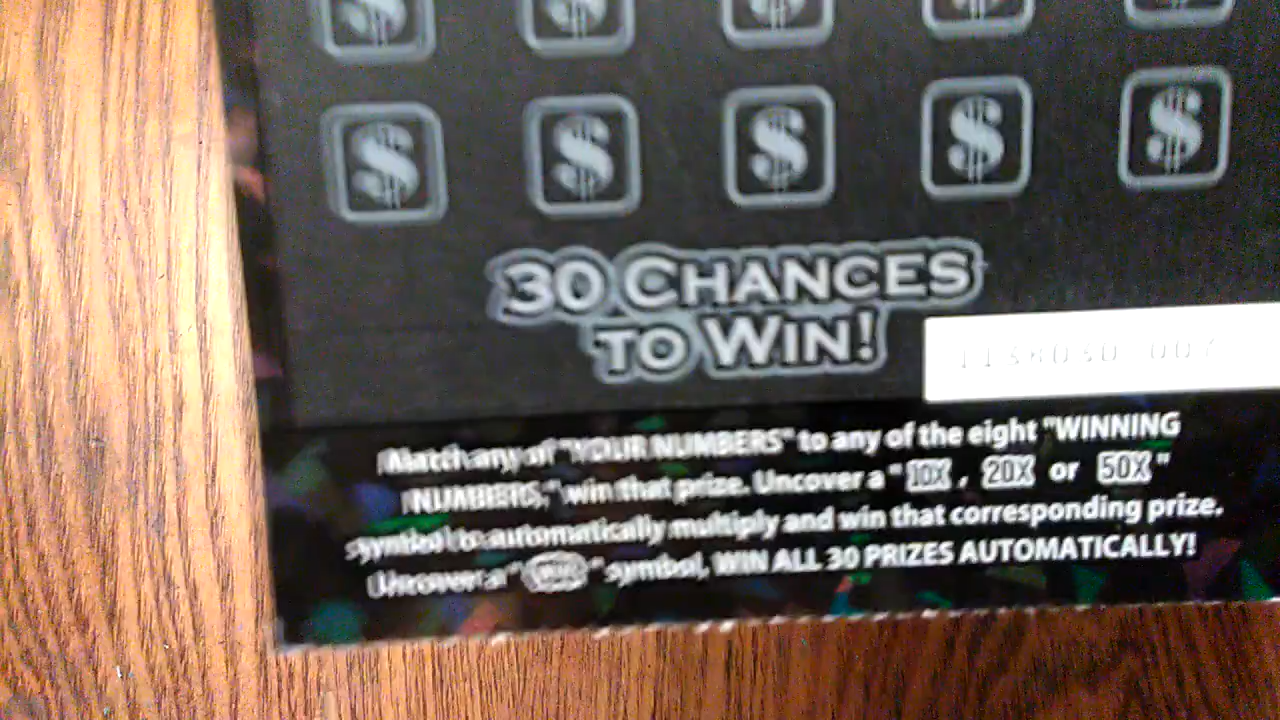 30 CHANCES
TO WIN!
1138030 007
Match any of "YOUR NUMBERS" to any of the eight "WINNING
NUMBERS," win that prize. Uncover a "10X, 20X or 50X"
symbol to automatically multiply and win that corresponding prize.
Uncover a " " symbol, WIN ALL 30 PRIZES AUTOMATICALLY!